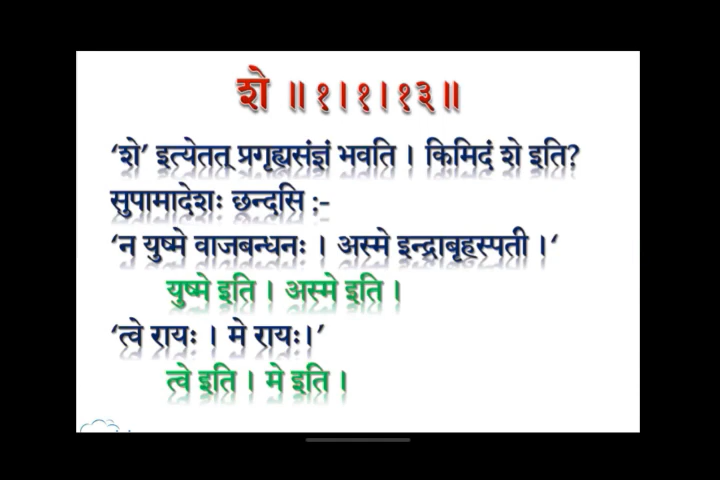 शे ॥१।१।१३॥
‘शे’ इत्येतत् प्रगृह्यसंज्ञं भवति । किमिदं शे इति?
सुपामादेशः छन्दसि :-
‘न युष्मे वाजबन्धनः । अस्मे इन्द्राबृहस्पती ।‘
युष्मे इति । अस्मे इति ।
‘त्वे रायः । मे रायः।’
त्वे इति । मे इति ।